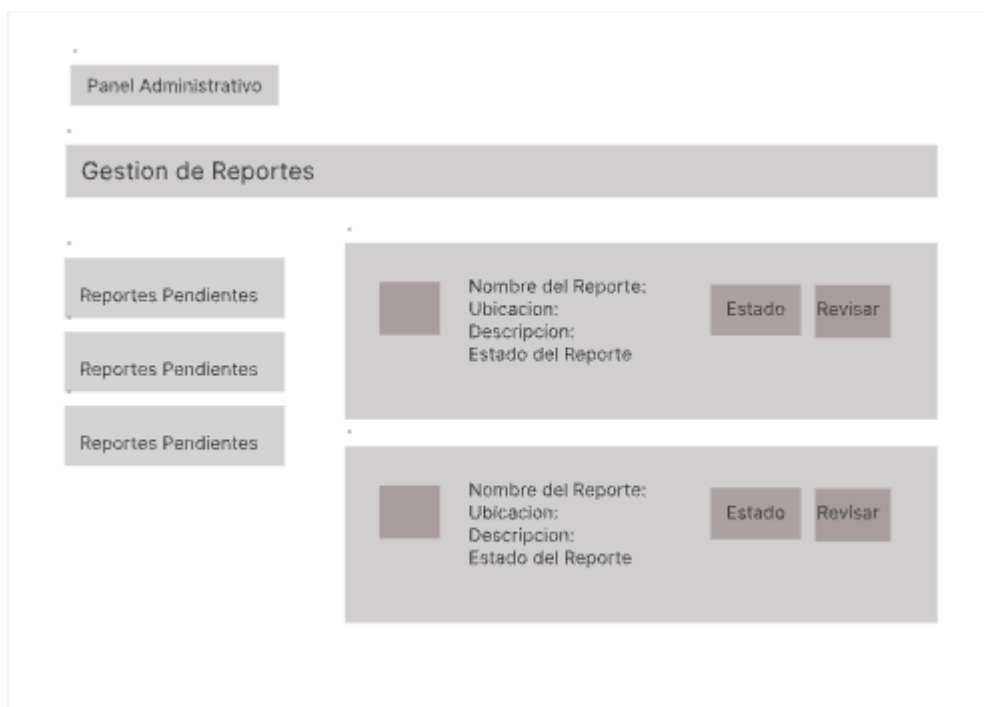 Panel Administrativo
Gestion de Reportes
Reportes Pendientes
Reportes Pendientes
Reportes Pendientes
Nombre del Reporte:
Ubicacion:
Descripcion:
Estado del Reporte
Estado
Revisar
Nombre del Reporte:
Ubicacion:
Descripcion:
Estado del Reporte
Estado
Revisar